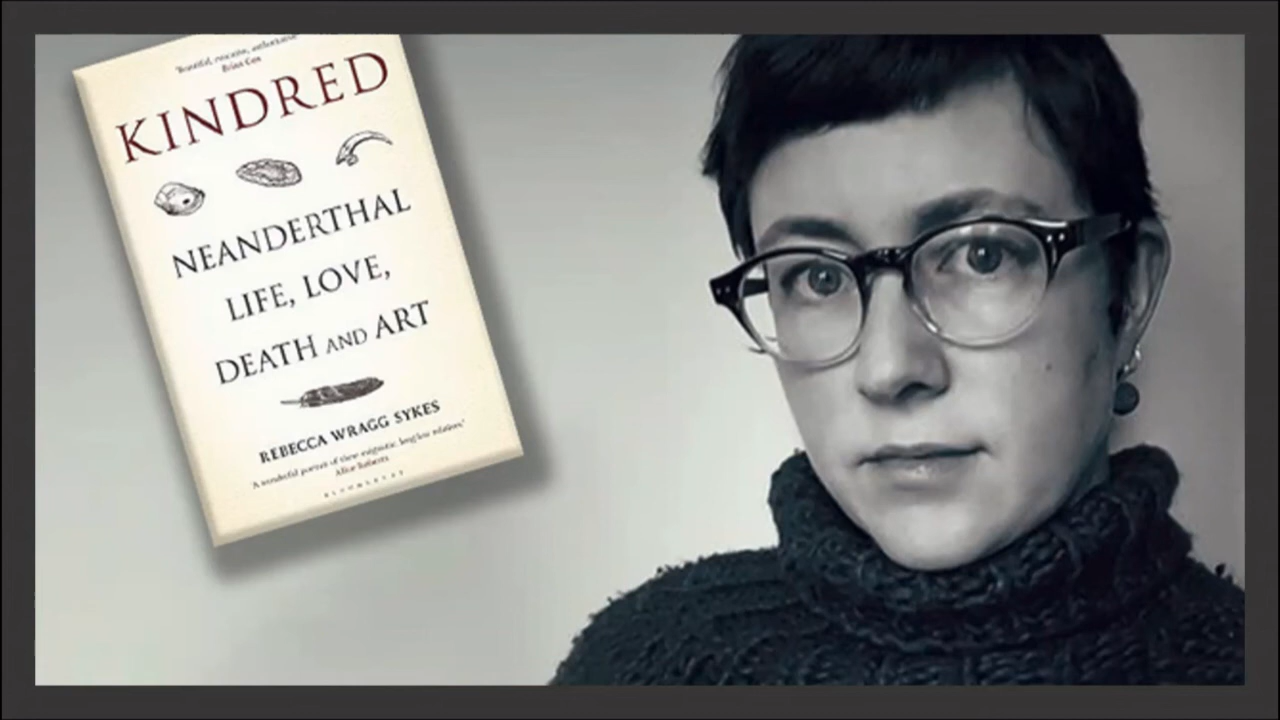 'Beautiful, evocative, authoritative'
Brian Cox
KINDRED
NEANDERTHAL
LIFE, LOVE,
DEATH AND ART
REBECCA WRAGG SYKES
'A wonderful portrait of these enigmatic, long-lost relatives.'
Alice Roberts
BLOOMSBURY